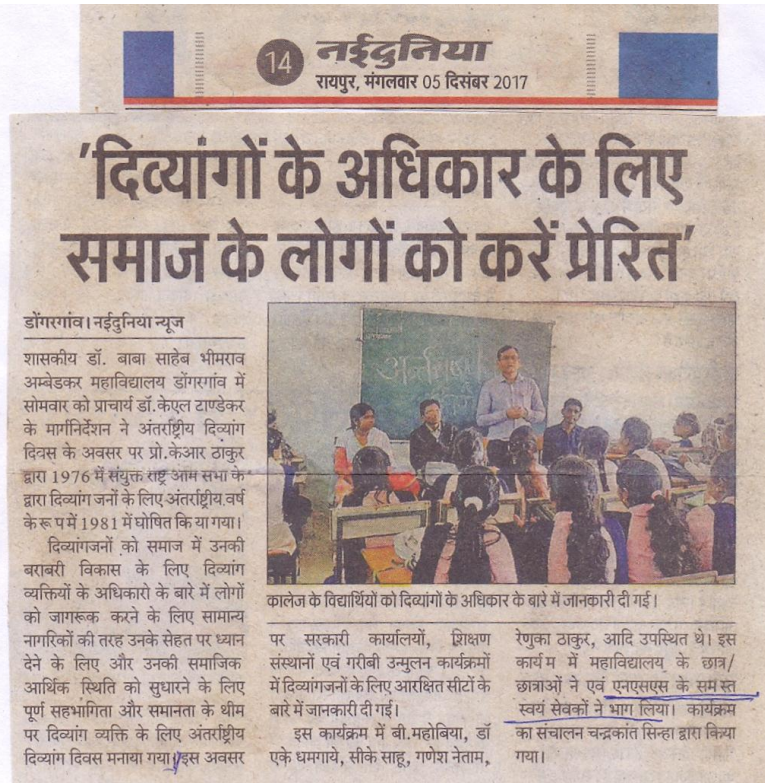 14
नईदुनिया
रायपुर, मंगलवार 05 दिसंबर 2017
'दिव्यांगों के अधिकार के लिए
समाज के लोगों को करें प्रेरित'
डोंगरगांव। नईदुनिया न्यूज
शासकीय डॉ. बाबा साहेब भीमराव
अम्बेडकर महाविद्यालय डोंगरगांव में
सोमवार को प्राचार्य डॉ.केएल टाण्डेकर
के मार्गनिर्देशन ने अंतर्राष्ट्रीय दिव्यांग
दिवस के अवसर पर प्रो.केआर ठाकुर
द्वारा 1976 में संयुक्त राष्ट्र आम सभा के
द्वारा दिव्यांग जनों के लिए अंतर्राष्ट्रीय वर्ष
के रूप में 1981 में घोषित कि या गया।
दिव्यांगजनों को समाज में उनकी
बराबरी विकास के लिए दिव्यांग
व्यक्तियों के अधिकारो के बारे में लोगों
को जागरूक करने के लिए सामान्य
नागरिकों की तरह उनके सेहत पर ध्यान
देने के लिए और उनकी समाजिक
आर्थिक स्थिति को सुधारने के लिए
पूर्ण सहभागिता और समानता के थीम
पर दिव्यांग व्यक्ति के लिए अंतर्राष्ट्रीय
दिव्यांग दिवस मनाया गया। इस अवसर
कालेज के विद्यार्थियों को दिव्यांगों के अधिकार के बारे में जानकारी दी गई।
पर सरकारी कार्यालयों, शिक्षण
संस्थानों एवं गरीबी उन्मुलन कार्यक्रमों
में दिव्यांगजनों के लिए आरक्षित सीटों के
बारे में जानकारी दी गई।
इस कार्यक्रम में बी.महोबिया, डॉ
एके धमगाये, सीके साहू, गणेश नेताम,
रेणुका ठाकुर, आदि उपस्थित थे। इस
कार्य म में महाविद्यालय के छात्र/
छात्राओं ने एवं एनएसएस के समस्त
स्वयं सेवकों ने भाग लिया। कार्यक्रम
का संचालन चन्द्रकांत सिन्हा द्वारा किया
गया।